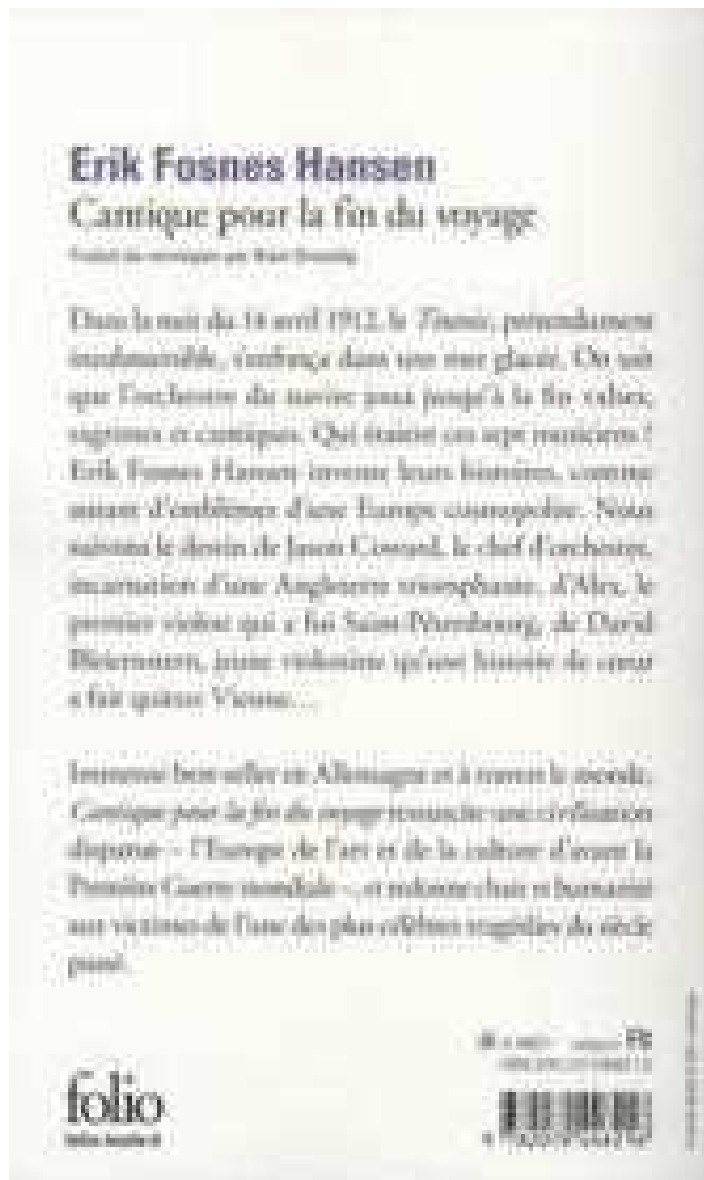 Erik Fosnes Hansen
Cantique pour la fin du voyage
Traduit du norvégien par
Dans la nuit du 14 avril 1912, le Titanic, prétendument
insubmersible, s'enfonça dans une mer glacée. On sait
que l'orchestre du navire joua jusqu'à la fin valses,
ragtimes et cantiques. Qui étaient ces sept musiciens ?
Erik Fosnes Hansen invente leurs histoires, comme
autant d'emblèmes d'une Europe cosmopolite. Nous
suivons le destin de Jason Coward, le chef d'orchestre,
incarnation d'une Angleterre triomphante, d'Alex, le
premier violon qui a fui Saint-Pétersbourg, de David
jeune violoniste qu'une histoire de cœur
a fait quitter Vienne…
Immense best-seller en Allemagne et à travers le monde,
Cantique pour la fin du voyage ressuscite une civilisation
disparue – l'Europe de l'art et de la culture d'avant la
Première Guerre mondiale –, et redonne chair et humanité
aux victimes de l'une des plus célèbres tragédies du siècle
passé.
folio